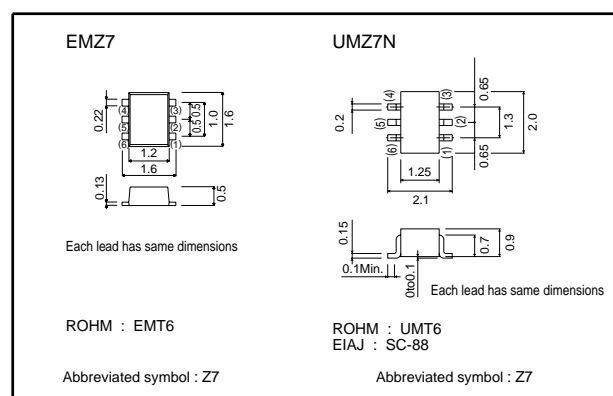 EMZ7
0.22
(4)
(3)
(5)
(2)
(6)
(1)
0.5
0.5
1.0
1.6
1.2
1.6
0.13
0.5
Each lead has same dimensions
ROHM : EMT6
Abbreviated symbol : Z7
UMZ7N
(4)
(3)
0.65
0.2
(5)
(2)
1.3
2.0
(6)
(1)
0.65
1.25
2.1
0.15
0.1Min.
0to0.1
0.7
0.9
Each lead has same dimensions
ROHM : UMT6
EIAJ : SC-88
Abbreviated symbol : Z7